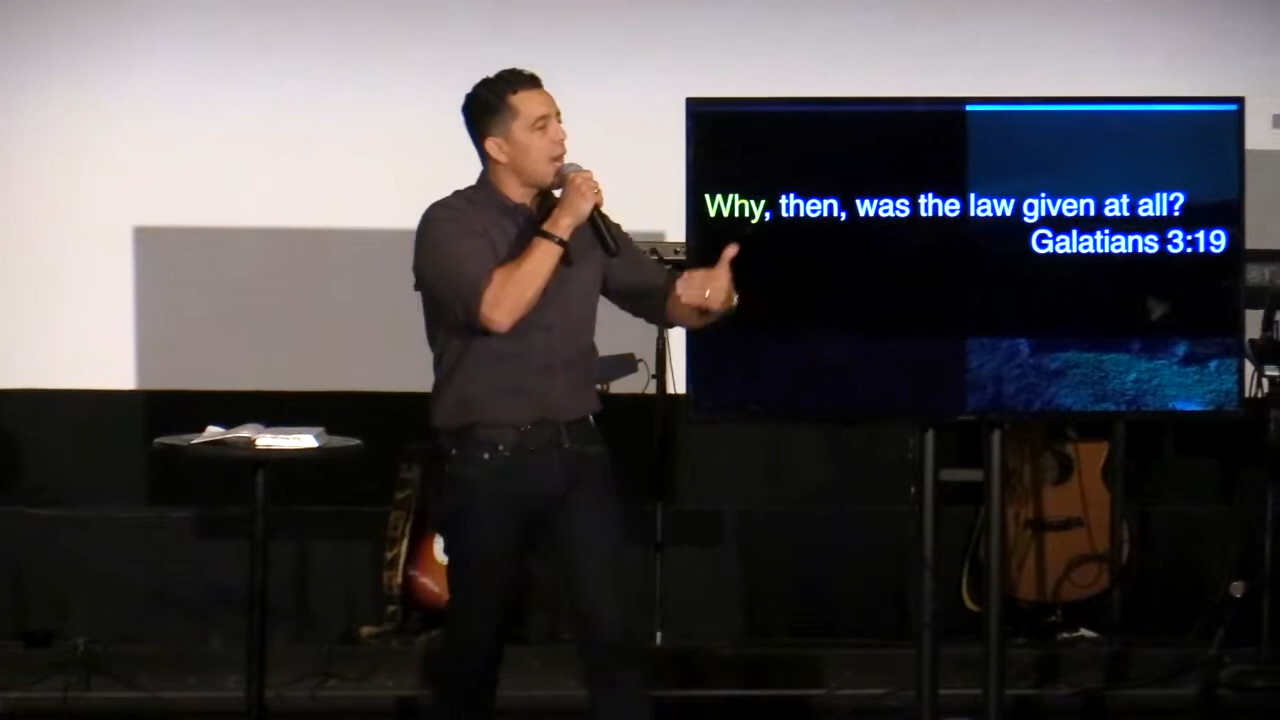 Why, then, was the law given at all?
Galatians 3:19